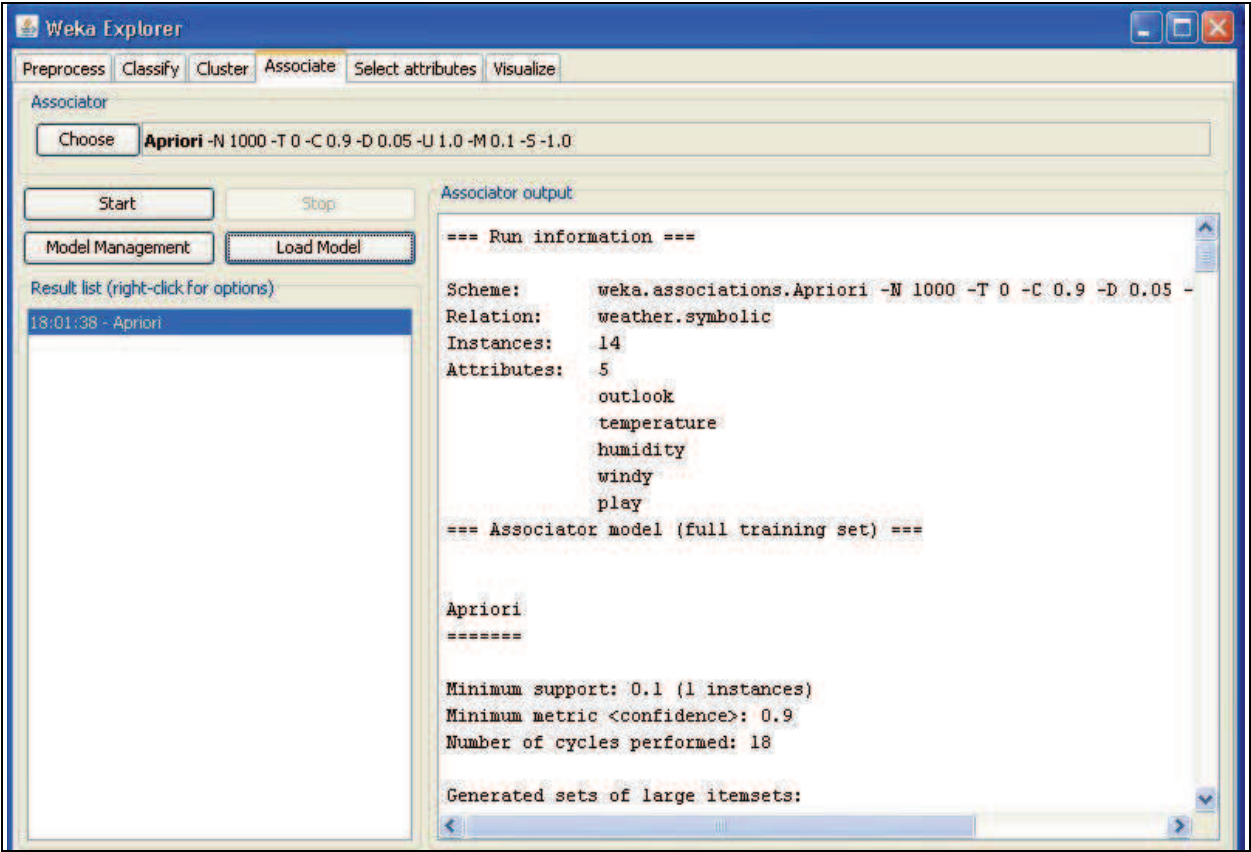 Weka Explorer
Preprocess Classify Cluster Associate Select attributes Visualize
Associator
Choose Apriori -N 1000 -T 0 -C 0.9 -D 0.05 -U 1.0 -M 0.1 -S -1.0
Start Stop
Model Management Load Model
Result list (right-click for options)
18:01:38 - Apriori
Associator output
=== Run information ===
Scheme: weka.associations.Apriori -N 1000 -T 0 -C 0.9 -D 0.05 -
Relation: weather.symbolic
Instances: 14
Attributes: 5
outlook
temperature
humidity
windy
play
=== Associator model (full training set) ===
Apriori
=======
Minimum support: 0.1 (1 instances)
Minimum metric <confidence>: 0.9
Number of cycles performed: 18
Generated sets of large itemsets: